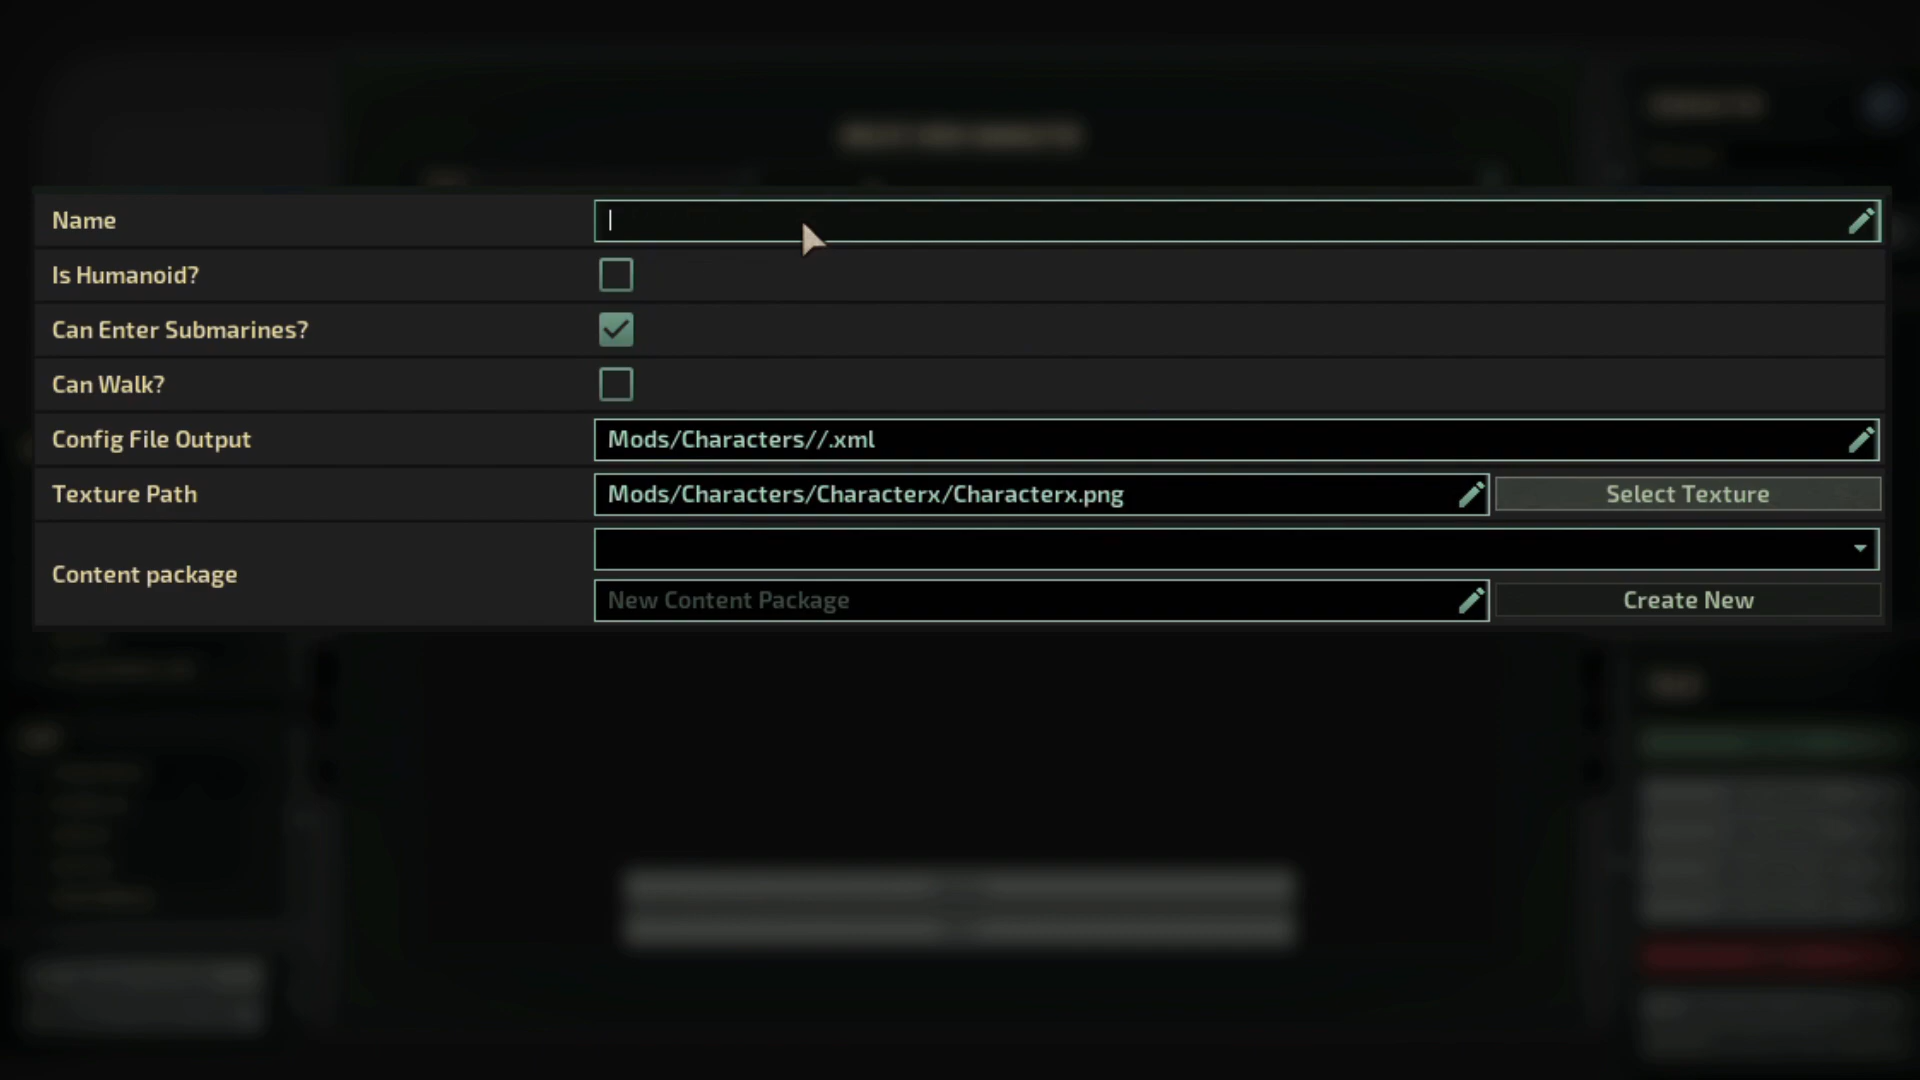 Name
Is Humanoid?
Can Enter Submarines?
Can Walk?
Config File Output Mods/Characters//.xml
Texture Path Mods/Characters/Characterx/Characterx.png Select Texture
Content package
New Content Package Create New